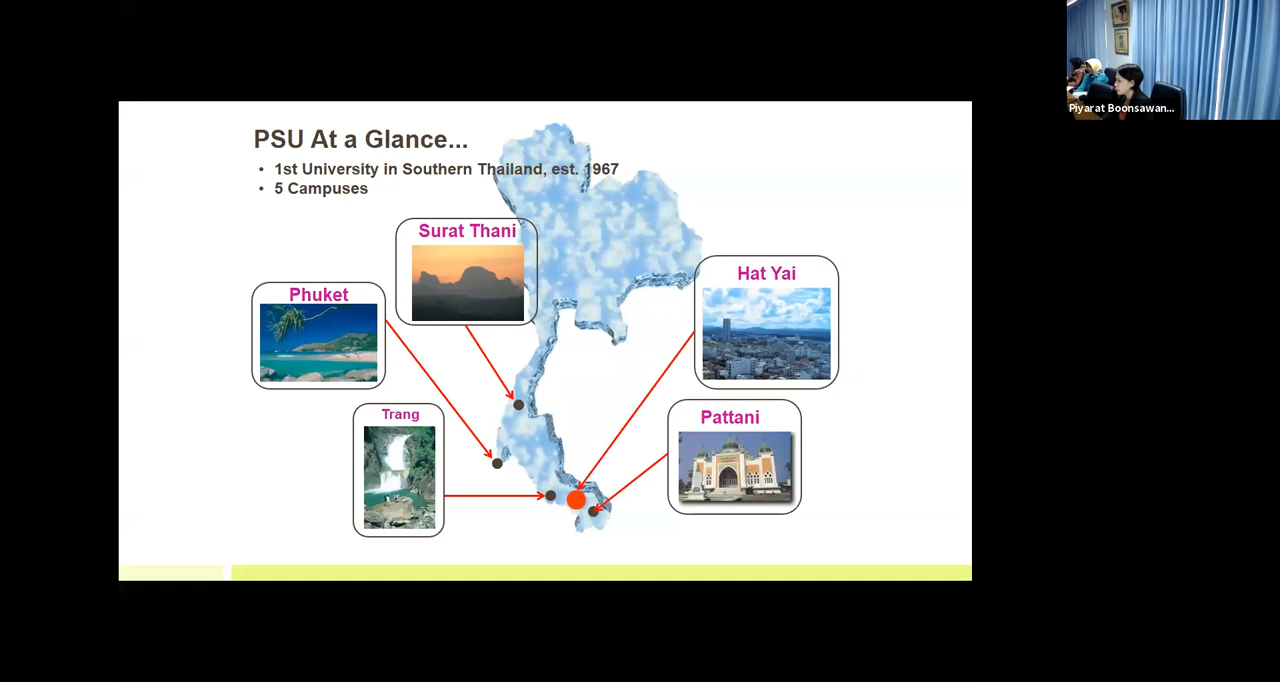 PSU At a Glance...
• 1st University in Southern Thailand, est. 1967
• 5 Campuses
Surat Thani
Hat Yai
Phuket
Trang
Pattani
Piyarat Boonsawan...